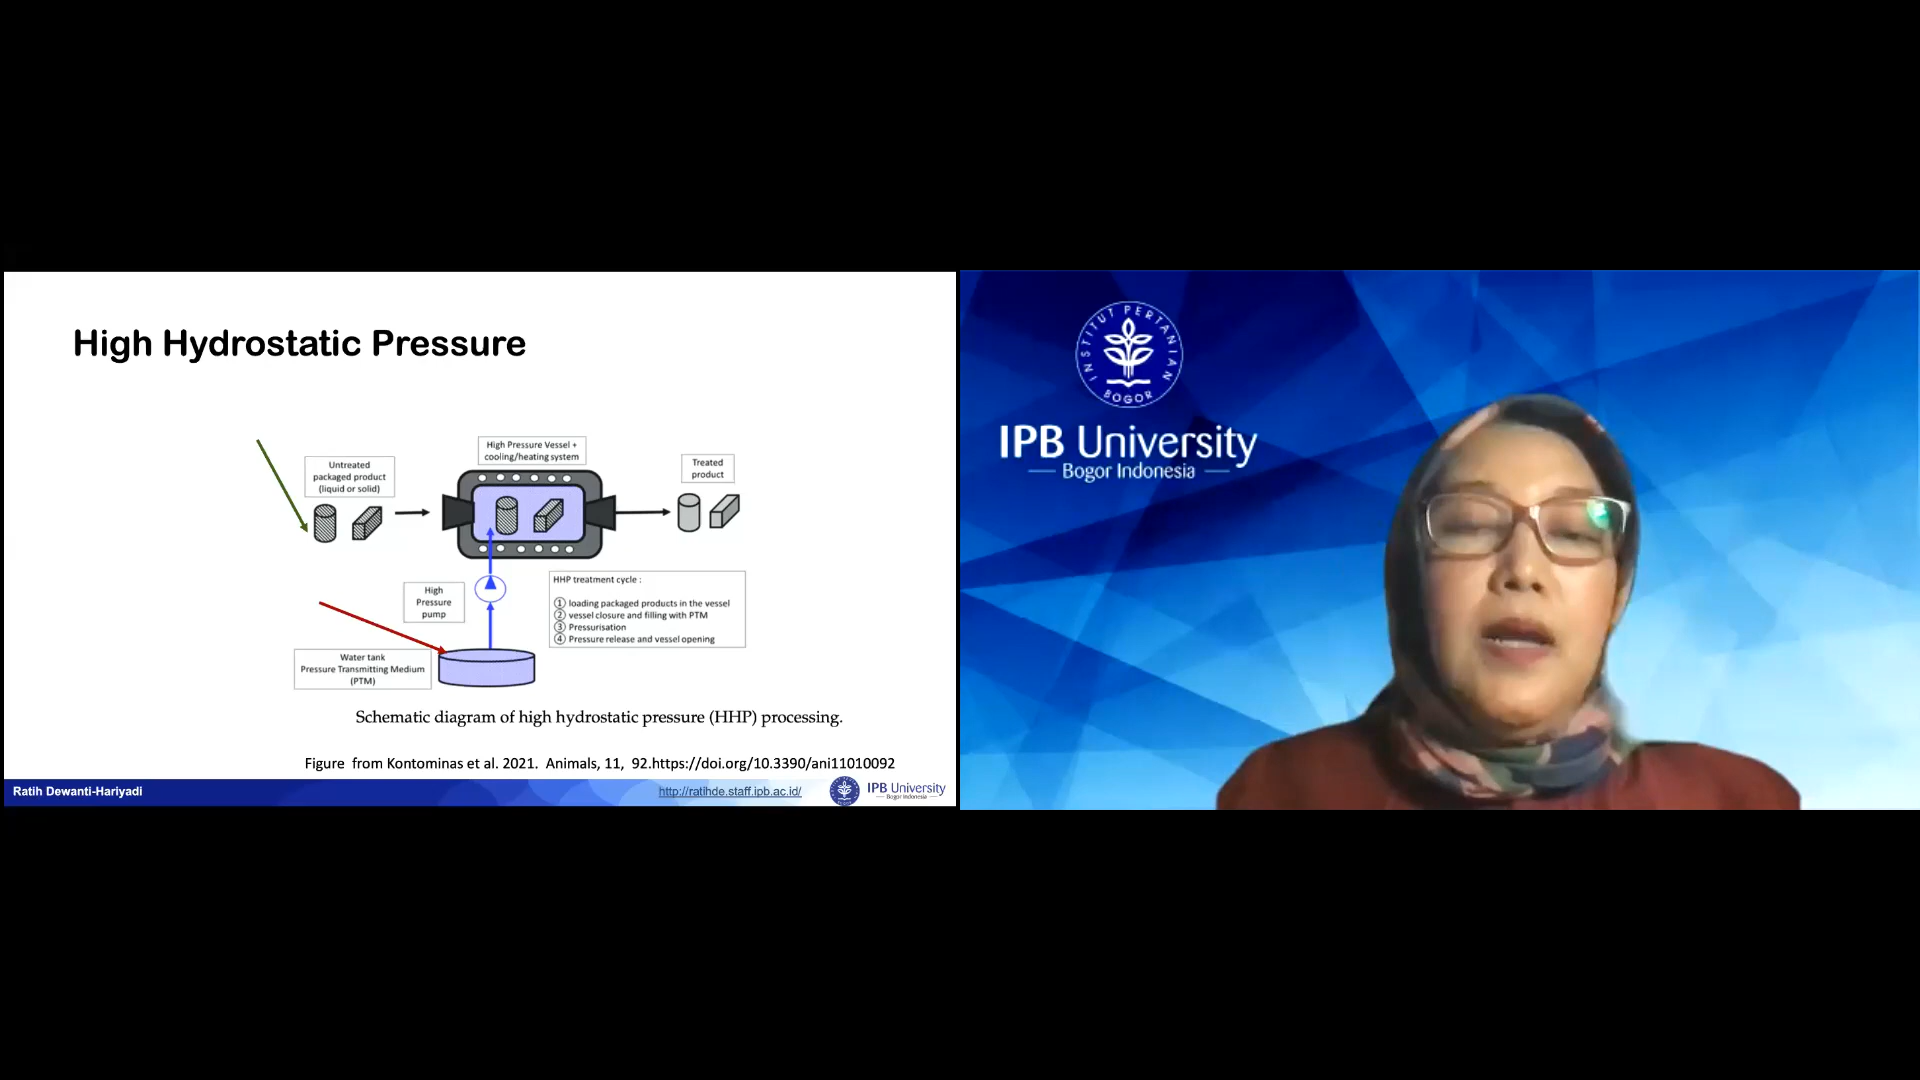 High Hydrostatic Pressure
Untreated
packaged product
(liquid or solid)
High Pressure Vessel +
cooling/heating system
Treated
product
High
Pressure
pump
HHP treatment cycle :
1 loading packaged products in the vessel
2 vessel closure and filling with PTM
3 Pressurisation
4 Pressure release and vessel opening
Water tank
Pressure Transmitting Medium
(PTM)
Schematic diagram of high hydrostatic pressure (HHP) processing.
Figure from Kontominas et al. 2021. Animals, 11, 92.https://doi.org/10.3390/ani11010092
Ratih Dewanti-Hariyadi
http://ratihde.staff.ipb.ac.id/
IPB University
Bogor Indonesia
INSTITUT PERTANIAN
BOGOR
IPB University
Bogor Indonesia